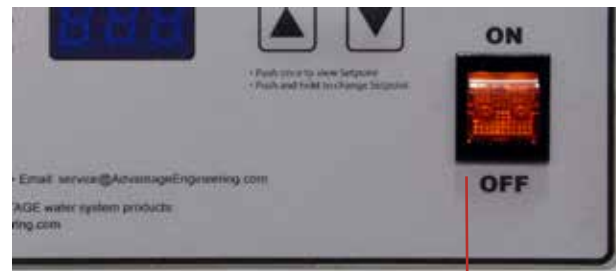 ON
• Push once to view Setpoint
• Push and hold to change Setpoint
OFF
Email: service@AdvantageEngineering.com
TAGE water system products:
ring.com